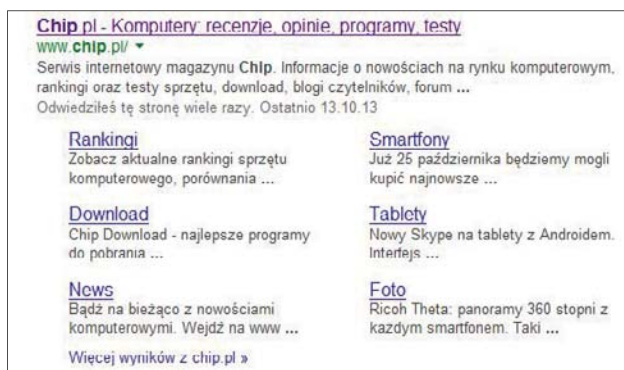 Chip.pl - Komputery: recenzje, opinie, programy, testy
www.chip.pl/
Serwis internetowy magazynu Chip. Informacje o nowościach na rynku komputerowym,
rankingi oraz testy sprzętu, download, blogi czytelników, forum ...
Odwiedziłeś tę stronę wiele razy. Ostatnio 13.10.13
Rankingi
Zobacz aktualne rankingi sprzętu
komputerowego, porównania ...
Smartfony
Już 25 października będziemy mogli
kupić najnowsze ...
Download
Chip Download - najlepsze programy
do pobrania ...
Tablety
Nowy Skype na tablety z Androidem.
Interfejs ...
News
Bądź na bieżąco z nowościami
komputerowymi. Wejdź na www ...
Foto
Ricoh Theta: panoramy 360 stopni z
każdym smartfonem. Taki ...
Więcej wyników z chip.pl »